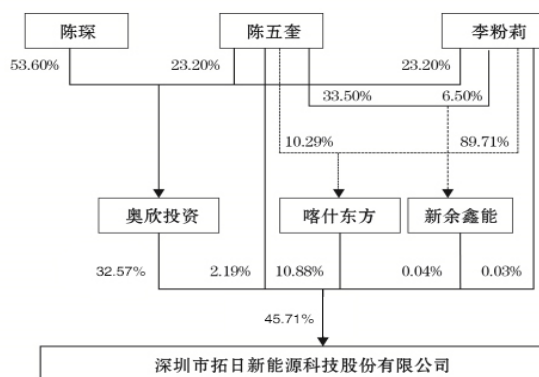 陈琛 陈五奎 李粉莉
53.60% 23.20% 23.20%
33.50% 6.50%
10.29% 89.71%
奥欣投资 喀什东方 新余鑫能
32.57% 2.19% 10.88% 0.04% 0.03%
45.71%
深圳市拓日新能源科技股份有限公司